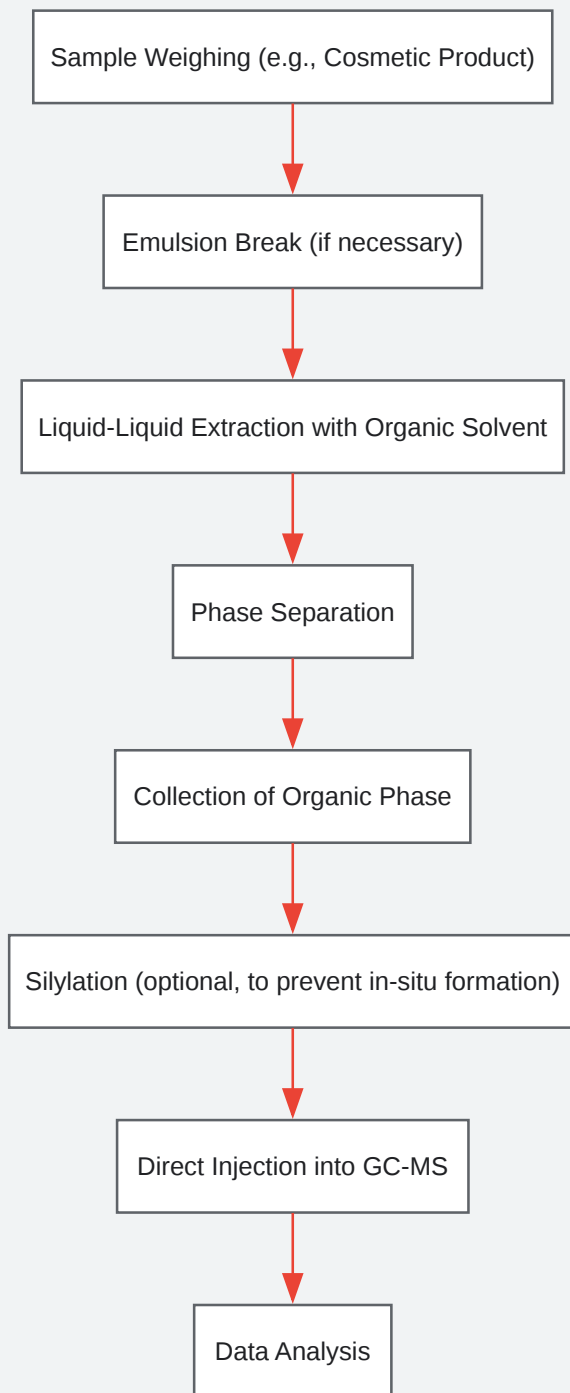 Sample Weighing (e.g., Cosmetic Product)
Emulsion Break (if necessary)
Liquid-Liquid Extraction with Organic Solvent
Phase Separation
Collection of Organic Phase
Silylation (optional, to prevent in-situ formation)
Direct Injection into GC-MS
Data Analysis